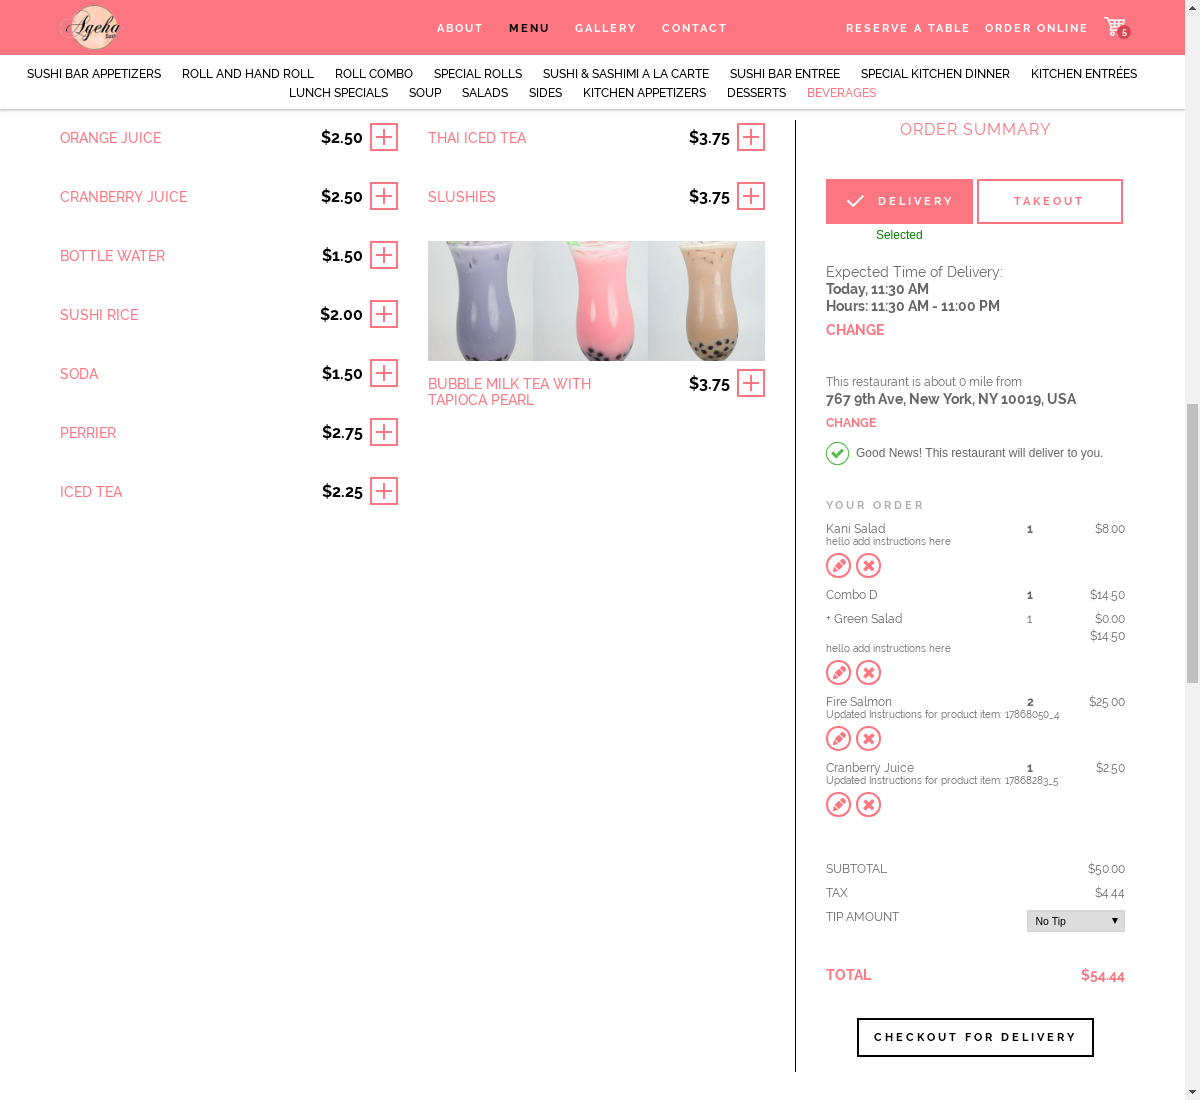 Ageha
Sushi
ABOUT
MENU
GALLERY
CONTACT
RESERVE A TABLE
ORDER ONLINE
5
SUSHI BAR APPETIZERS
ROLL AND HAND ROLL
ROLL COMBO
SPECIAL ROLLS
SUSHI & SASHIMI A LA CARTE
SUSHI BAR ENTREE
SPECIAL KITCHEN DINNER
KITCHEN ENTRÉES
LUNCH SPECIALS
SOUP
SALADS
SIDES
KITCHEN APPETIZERS
DESSERTS
BEVERAGES
ORANGE JUICE $2.50
CRANBERRY JUICE $2.50
BOTTLE WATER $1.50
SUSHI RICE $2.00
SODA $1.50
PERRIER $2.75
ICED TEA $2.25
THAI ICED TEA $3.75
SLUSHIES $3.75
BUBBLE MILK TEA WITH $3.75
TAPIOCA PEARL
ORDER SUMMARY
DELIVERY
TAKEOUT
Selected
Expected Time of Delivery:
Today, 11:30 AM
Hours: 11:30 AM - 11:00 PM
CHANGE
This restaurant is about 0 mile from
767 9th Ave, New York, NY 10019, USA
CHANGE
Good News! This restaurant will deliver to you.
YOUR ORDER
Kani Salad 1 $8.00
hello add instructions here
Combo D 1 $14.50
+ Green Salad 1 $0.00
$14.50
hello add instructions here
Fire Salmon 2 $25.00
Updated Instructions for product item: 17868050_4
Cranberry Juice 1 $2.50
Updated Instructions for product item: 17868283_5
SUBTOTAL $50.00
TAX $4.44
TIP AMOUNT No Tip
TOTAL $54.44
CHECKOUT FOR DELIVERY